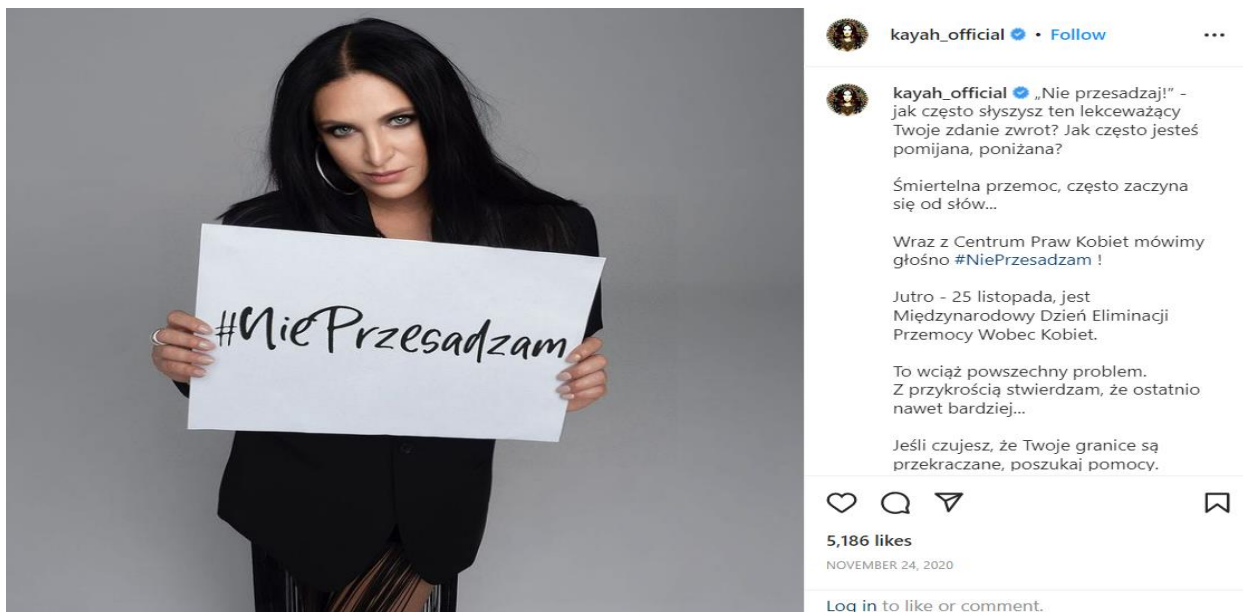 #NiePrzesadzam
kayah_official • Follow
kayah_official „Nie przesadzaj!” -
jak często słyszysz ten lekceważący
Twoje zdanie zwrot? Jak często jesteś
pomijana, poniżana?
Śmiertelna przemoc, często zaczyna
się od słów...
Wraz z Centrum Praw Kobiet mówimy
głośno #NiePrzesadzam !
Jutro - 25 listopada, jest
Międzynarodowy Dzień Eliminacji
Przemocy Wobec Kobiet.
To wciąż powszechny problem.
Z przykrością stwierdzam, że ostatnio
nawet bardziej...
Jeśli czujesz, że Twoje granice są
przekraczane, poszukaj pomocy.
5,186 likes
NOVEMBER 24, 2020
Log in to like or comment.